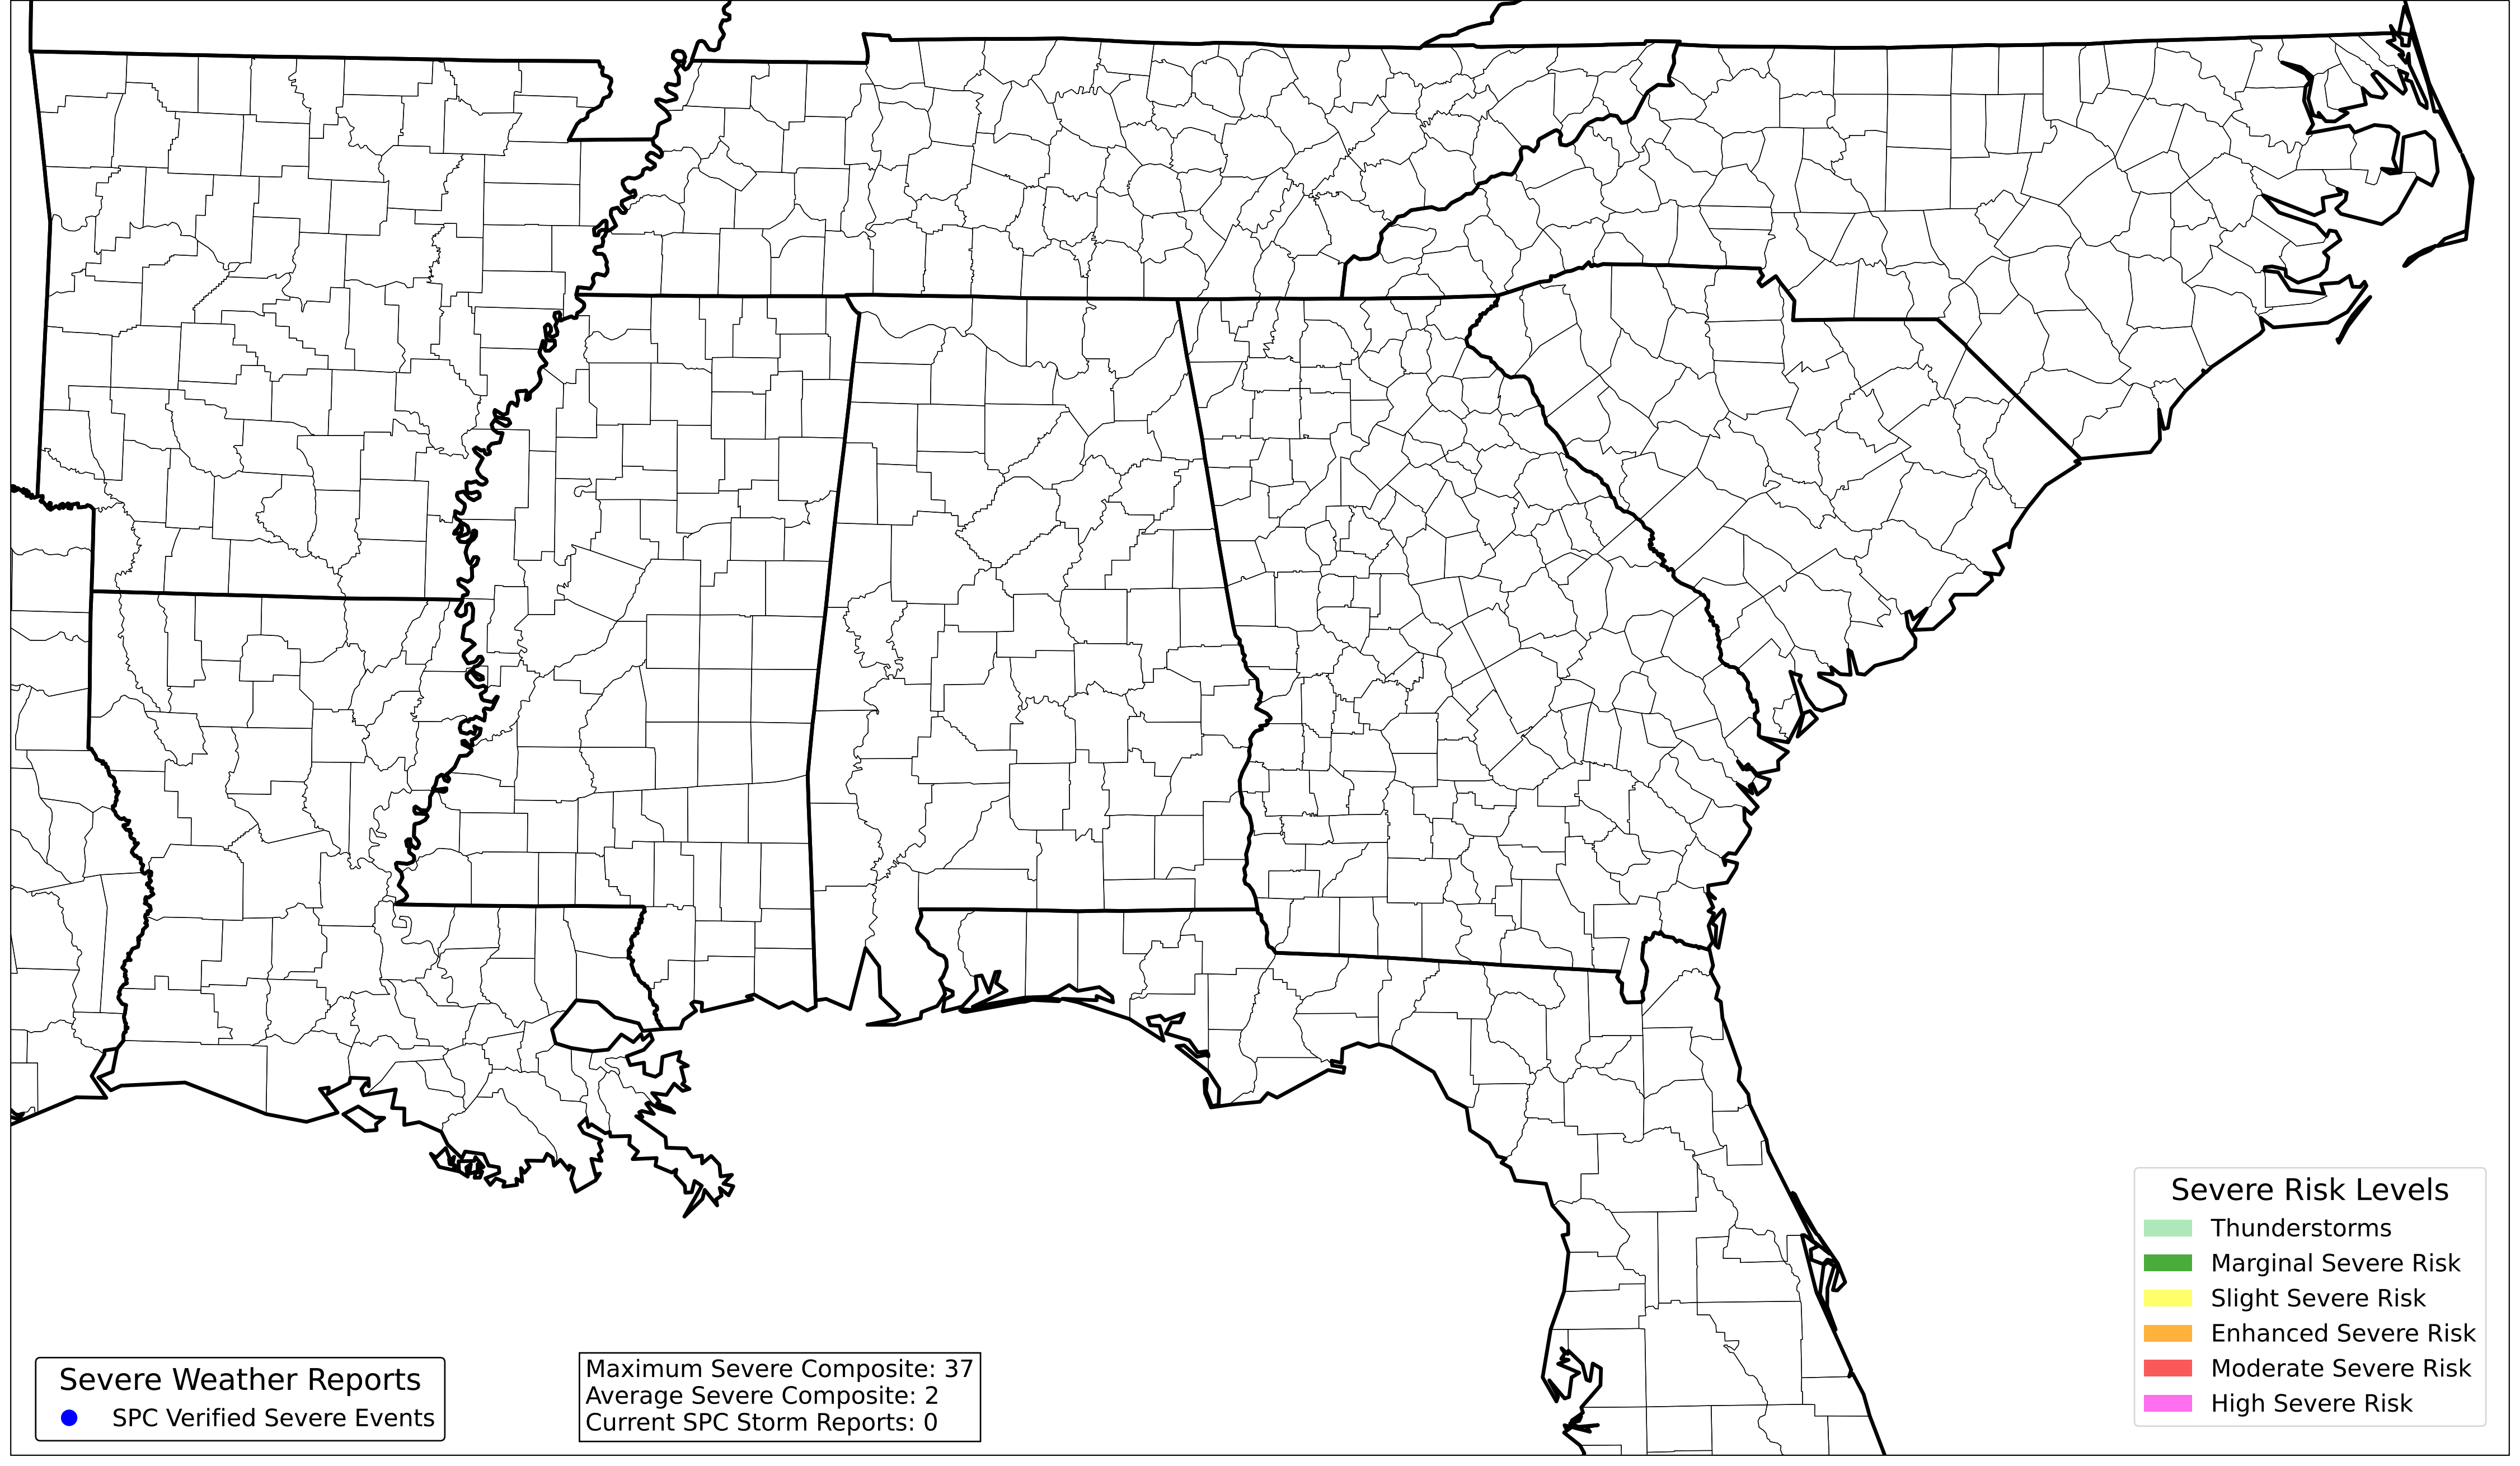 Severe Risk Levels
Thunderstorms
Marginal Severe Risk
Slight Severe Risk
Enhanced Severe Risk
Moderate Severe Risk
High Severe Risk
Severe Weather Reports
SPC Verified Severe Events
Maximum Severe Composite: 37
Average Severe Composite: 2
Current SPC Storm Reports: 0